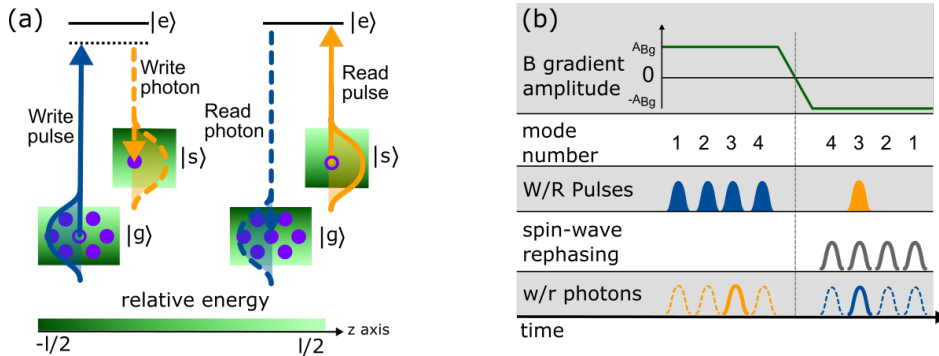 (a)
|e⟩
|e⟩
Write
photon
Read
pulse
Write
pulse
Read
photon
|s⟩
|s⟩
|g⟩
|g⟩
relative energy
z axis
-l/2
l/2
(b)
B gradient
amplitude
A_Bg
0
-A_Bg
mode
number
1 2 3 4 4 3 2 1
W/R Pulses
spin-wave
rephasing
w/r photons
time